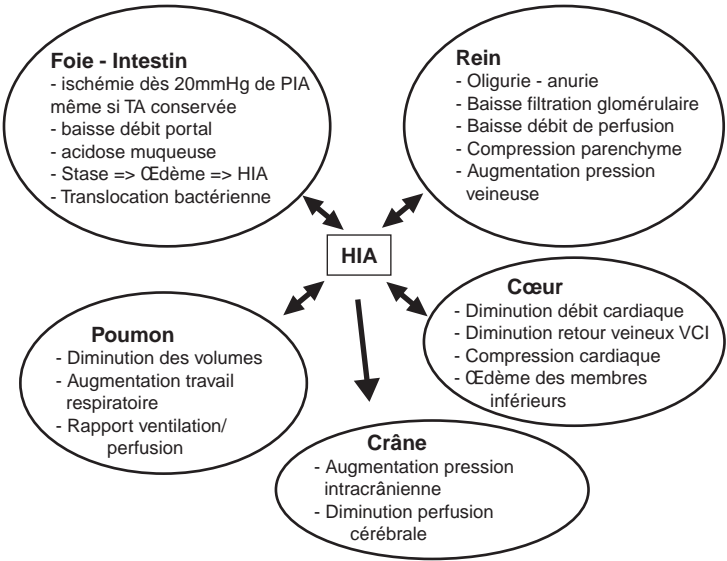 Foie - Intestin
- ischémie dès 20mmHg de PIA
même si TA conservée
- baisse débit portal
- acidose muqueuse
- Stase => Œdème => HIA
- Translocation bactérienne
Rein
- Oligurie - anurie
- Baisse filtration glomérulaire
- Baisse débit de perfusion
- Compression parenchyme
- Augmentation pression
veineuse
HIA
Poumon
- Diminution des volumes
- Augmentation travail
respiratoire
- Rapport ventilation/
perfusion
Cœur
- Diminution débit cardiaque
- Diminution retour veineux VCI
- Compression cardiaque
- Œdème des membres
inférieurs
Crâne
- Augmentation pression
intracrânienne
- Diminution perfusion
cérébrale